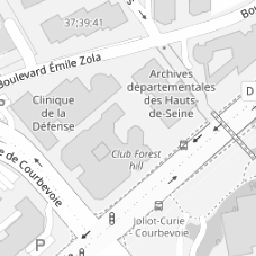 37;39;41
Boulevard Émile Zola
Archives
départementales
des Hauts-
de-Seine
Clinique
de la
Défense
Club Forest
hill
de Courbevoie
D
Joliot-Curie
- Courbevoie
P